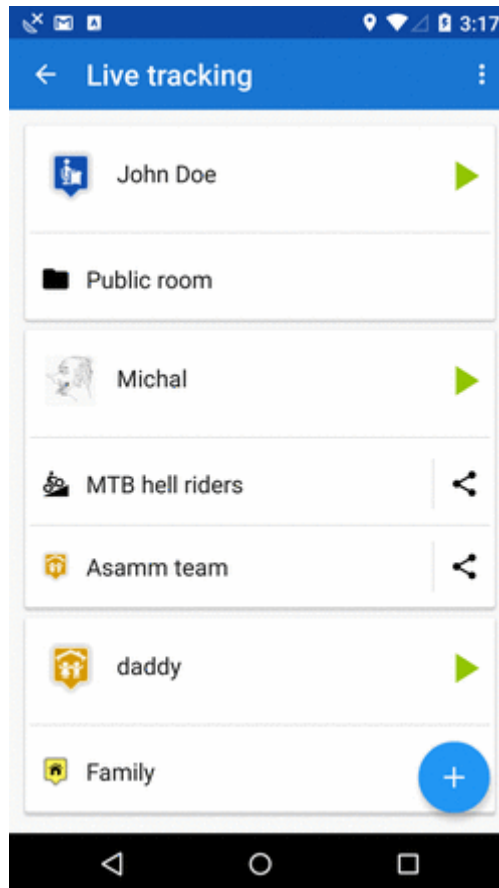 3:17
Live tracking
John Doe
Public room
Michal
MTB hell riders
Asamm team
daddy
Family